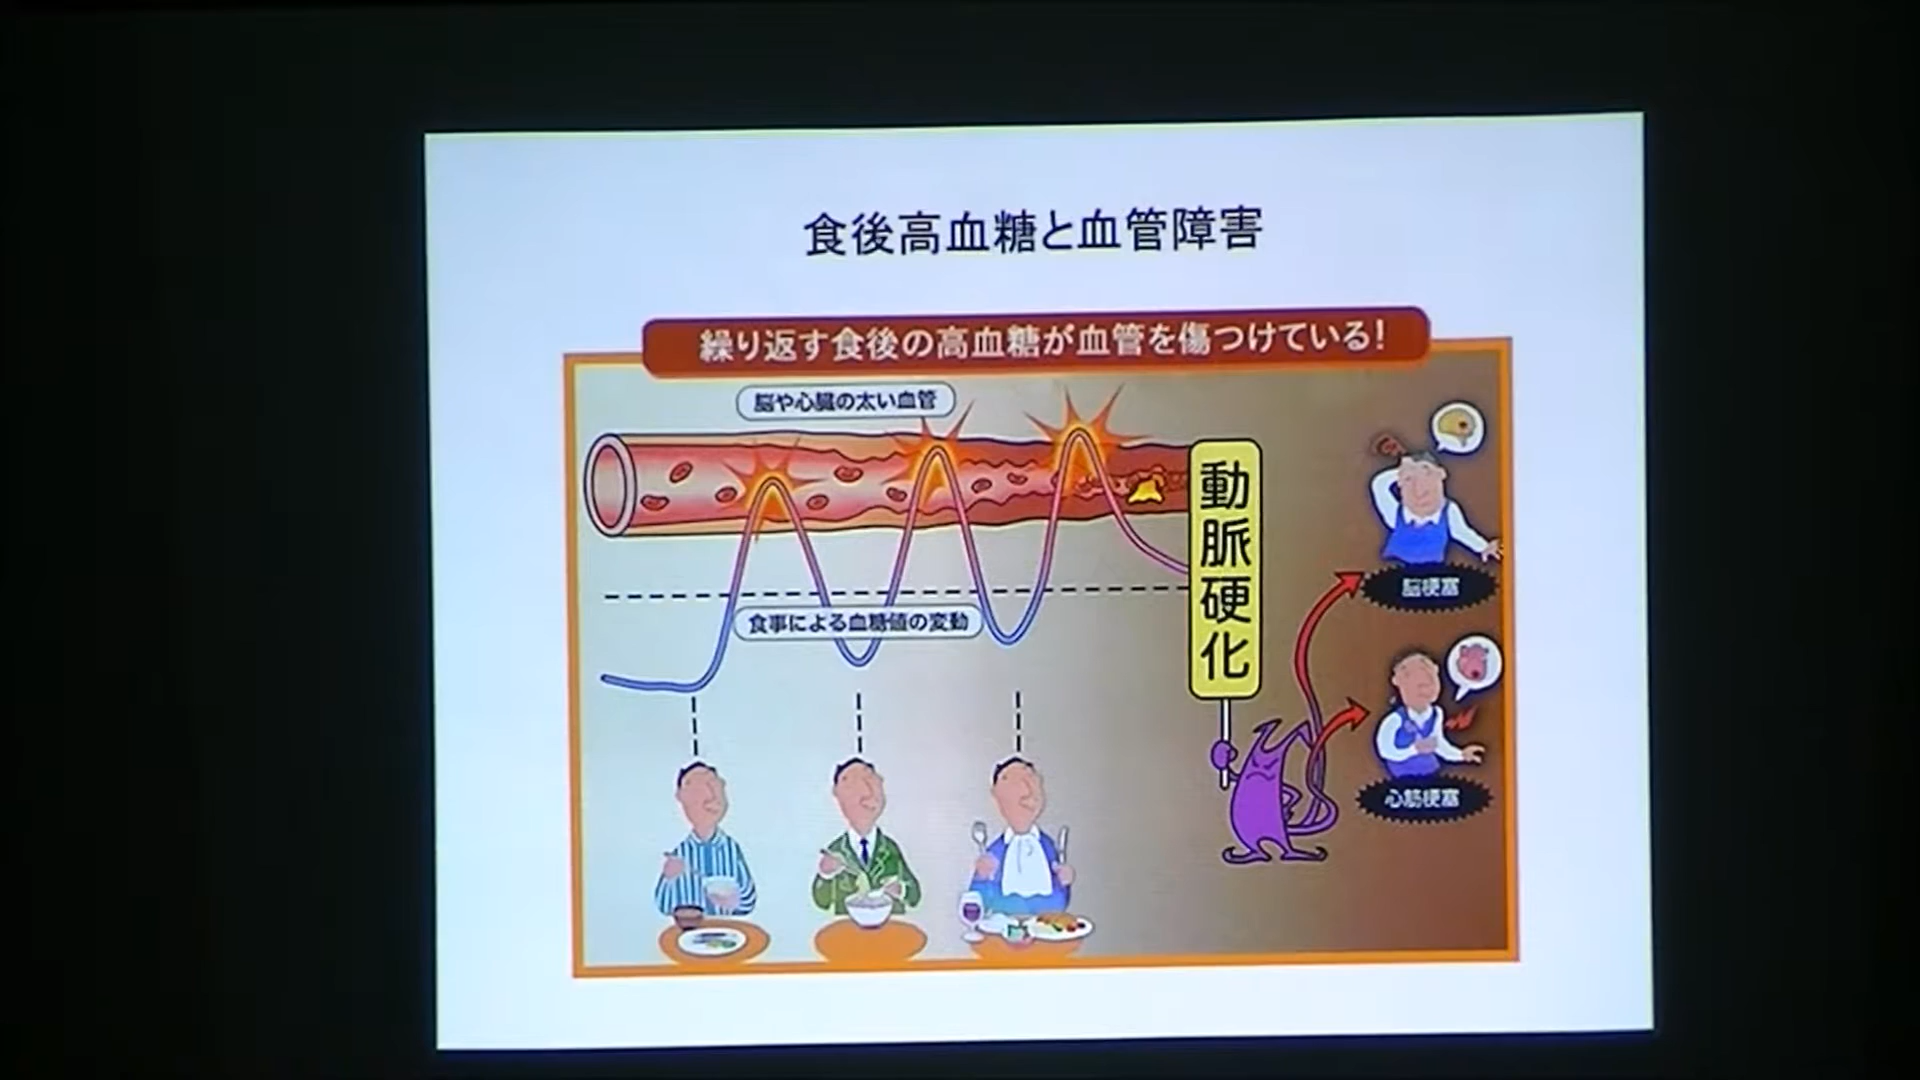 食後高血糖と血管障害
繰り返す食後の高血糖が血管を傷つけている!
脳や心臓の太い血管
食事による血糖値の変動
動脈硬化
脳梗塞
心筋梗塞